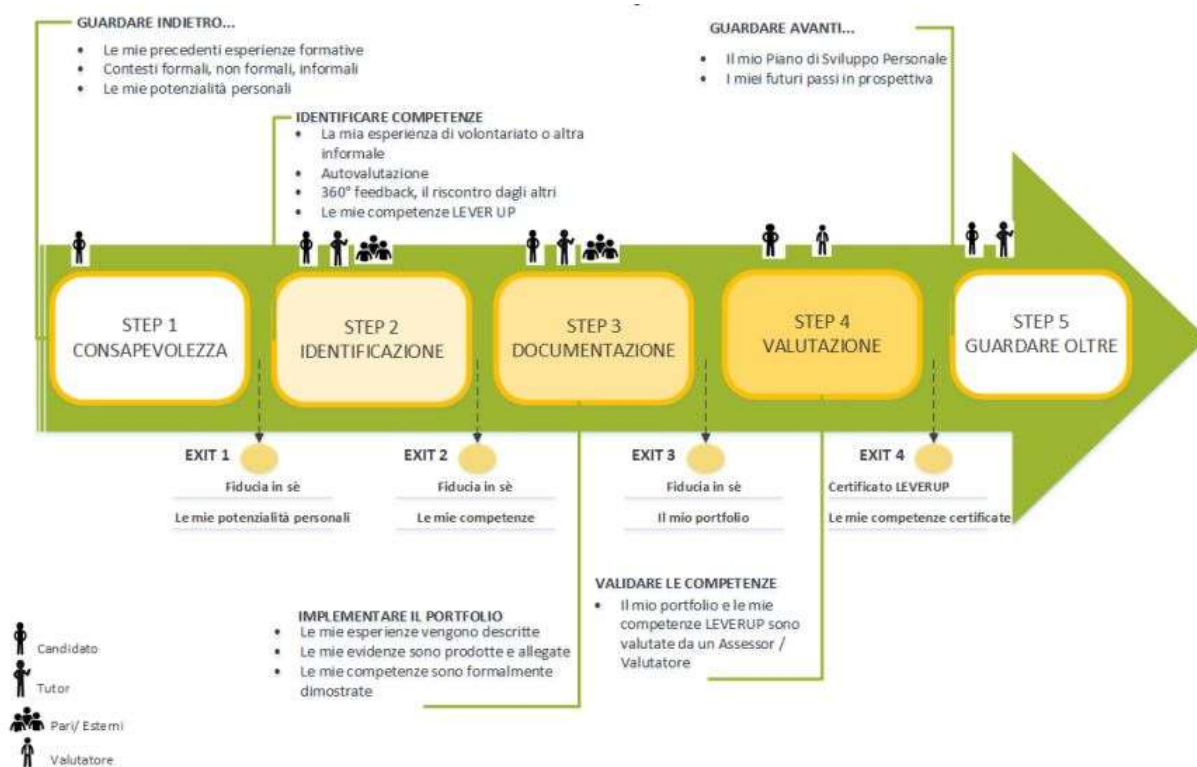 GUARDARE INDIETRO...
• Le mie precedenti esperienze formative
• Contesti formali, non formali, informali
• Le mie potenzialità personali
GUARDARE AVANTI...
• Il mio Piano di Sviluppo Personale
• I miei futuri passi in prospettiva
IDENTIFICARE COMPETENZE
• La mia esperienza di volontariato o altra
informale
• Autovalutazione
• 360° feedback, il riscontro dagli altri
• Le mie competenze LEVER UP
STEP 1
CONSAPEVOLEZZA
STEP 2
IDENTIFICAZIONE
STEP 3
DOCUMENTAZIONE
STEP 4
VALUTAZIONE
STEP 5
GUARDARE OLTRE
EXIT 1
Fiducia in sè
Le mie potenzialità personali
EXIT 2
Fiducia in sè
Le mie competenze
EXIT 3
Fiducia in sè
Il mio portfolio
EXIT 4
Certificato LEVERUP
Le mie competenze certificate
IMPLEMENTARE IL PORTFOLIO
• Le mie esperienze vengono descritte
• Le mie evidenze sono prodotte e allegate
• Le mie competenze sono formalmente
dimostrate
VALIDARE LE COMPETENZE
• Il mio portfolio e le mie
competenze LEVERUP sono
valutate da un Assessor /
Valutatore
Candidato
Tutor
Pari/ Esterni
Valutatore